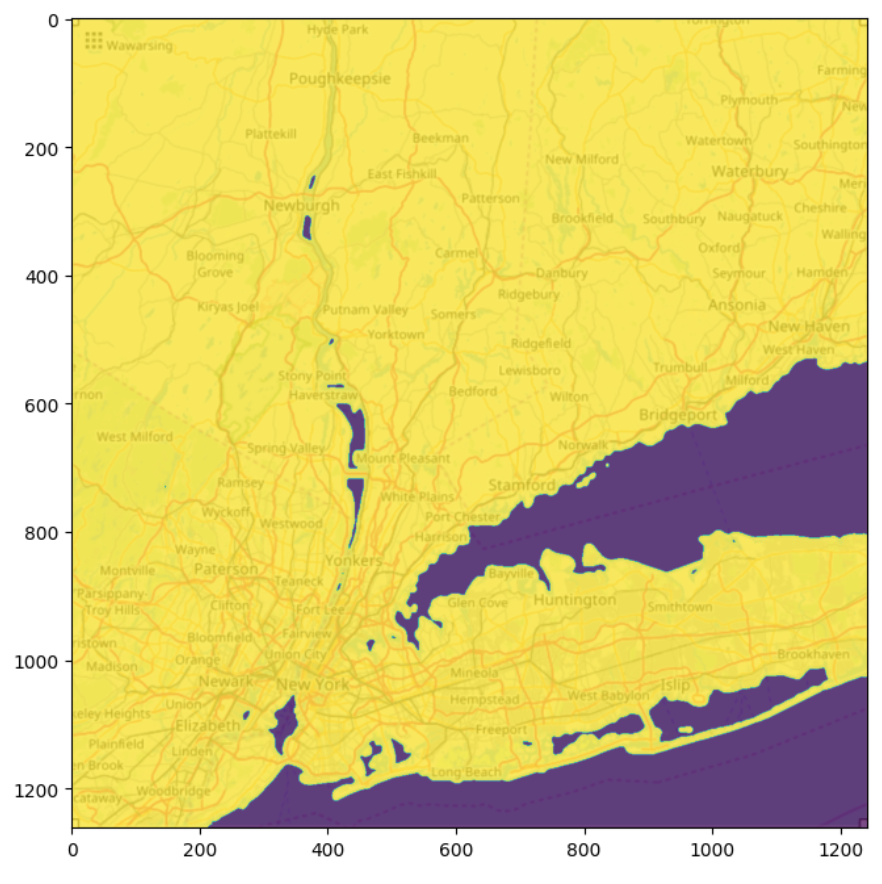 0
Hyde Park
Torrington
Wawarsing
Poughkeepsie
Farming
Plymouth
New
Plattekill
Beekman
Watertown
Southington
200
New Milford
East Fishkill
Waterbury
Meri
Newburgh
Patterson
Cheshire
Brookfield
Southbury
Naugatuck
Walling
Blooming
Grove
Carmel
Oxford
400
Danbury
Seymour
Hamden
Ridgebury
Kiryas Joel
Putnam Valley
Somers
Ansonia
Yorktown
New Haven
Ridgefield
West Haven
Stony Point
Lewisboro
Trumbull
Milford
Haverstraw
Bedford
Wilton
rnon
600
Bridgeport
West Milford
Spring Valley
Mount Pleasant
Norwalk
Ramsey
Stamford
White Plains
Wyckoff
Westwood
Port Chester
800
Harrison
Wayne
Yonkers
Montville
Paterson
Teaneck
Bayville
Parsippany-
Troy Hills
Clifton
Fort Lee
Glen Cove
Huntington
Smithtown
ristown
Bloomfield
Fairview
Orange
Union City
Brookhaven
1000
Madison
Newark
New York
Mineola
Islip
Union
Hempstead
West Babylon
keley Heights
Elizabeth
Freeport
Plainfield
Linden
en Brook
Long Beach
1200
cataway
Woodbridge
0 200 400 600 800 1000 1200